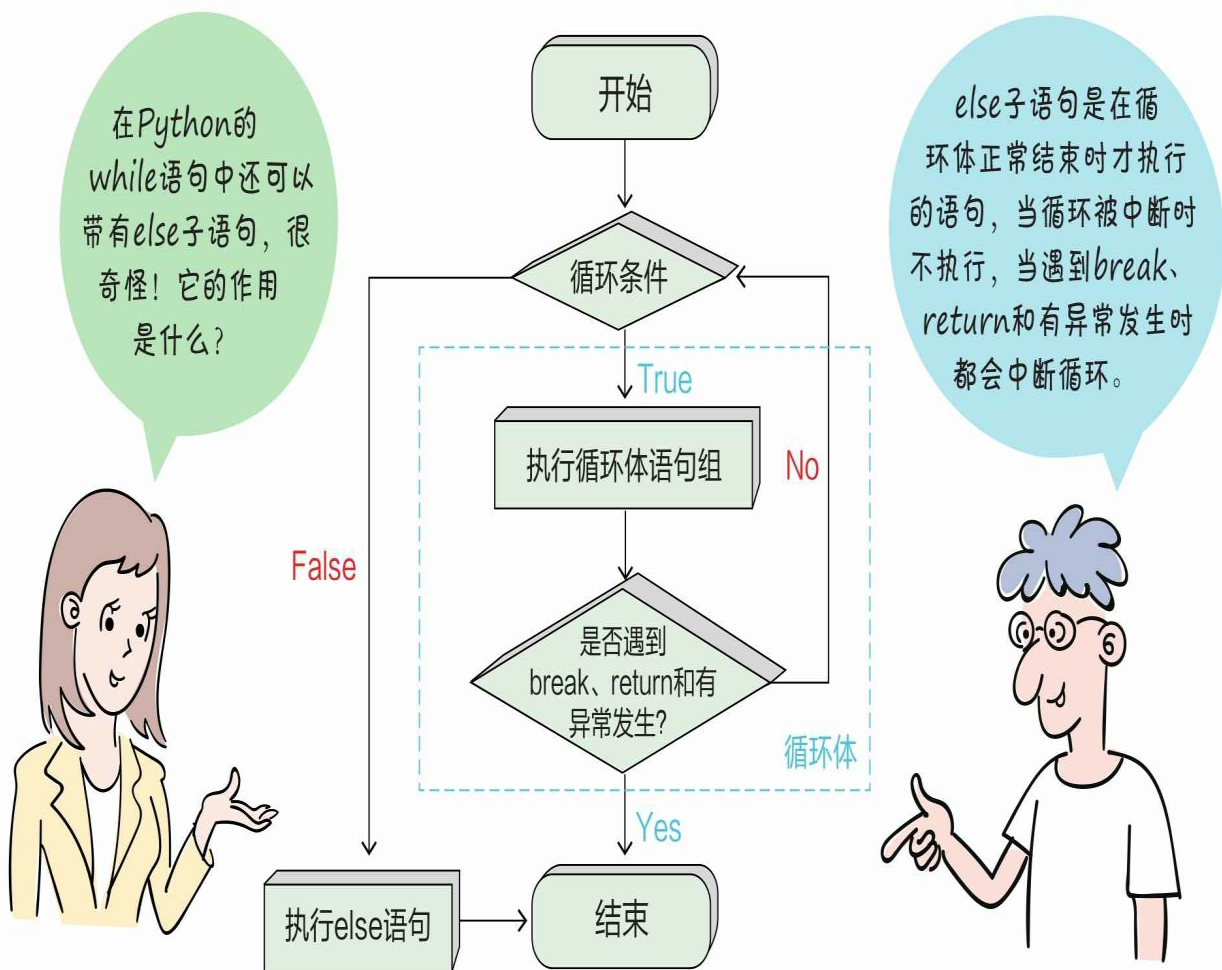 在Python的
while语句中还可以
带有else子语句，很
奇怪！它的作用
是什么？
else子语句是在循
环体正常结束时才执行
的语句，当循环被中断时
不执行，当遇到break、
return和有异常发生时
都会中断循环。
开始
循环条件
True
执行循环体语句组
No
False
是否遇到
break、return和有
异常发生?
循环体
Yes
执行else语句
结束